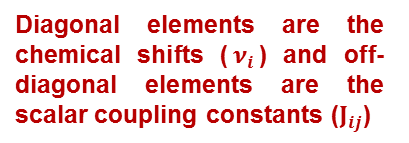 Diagonal elements are the
chemical shifts (ν𝑖) and off-
diagonal elements are the
scalar coupling constants (J𝑖𝑗)